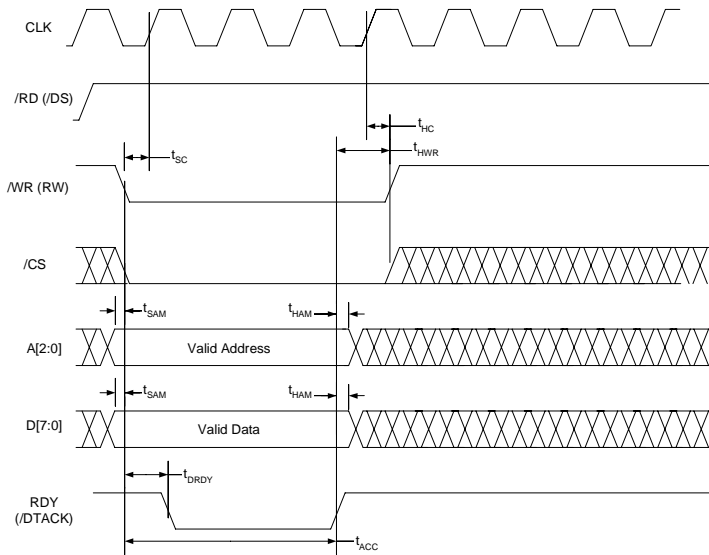 CLK
/RD (/DS)
t_HC
t_SC
t_HWR
/WR (RW)
/CS
t_SAM
t_HAM
A[2:0]
Valid Address
t_SAM
t_HAM
D[7:0]
Valid Data
t_DRDY
RDY
(/DTACK)
t_ACC